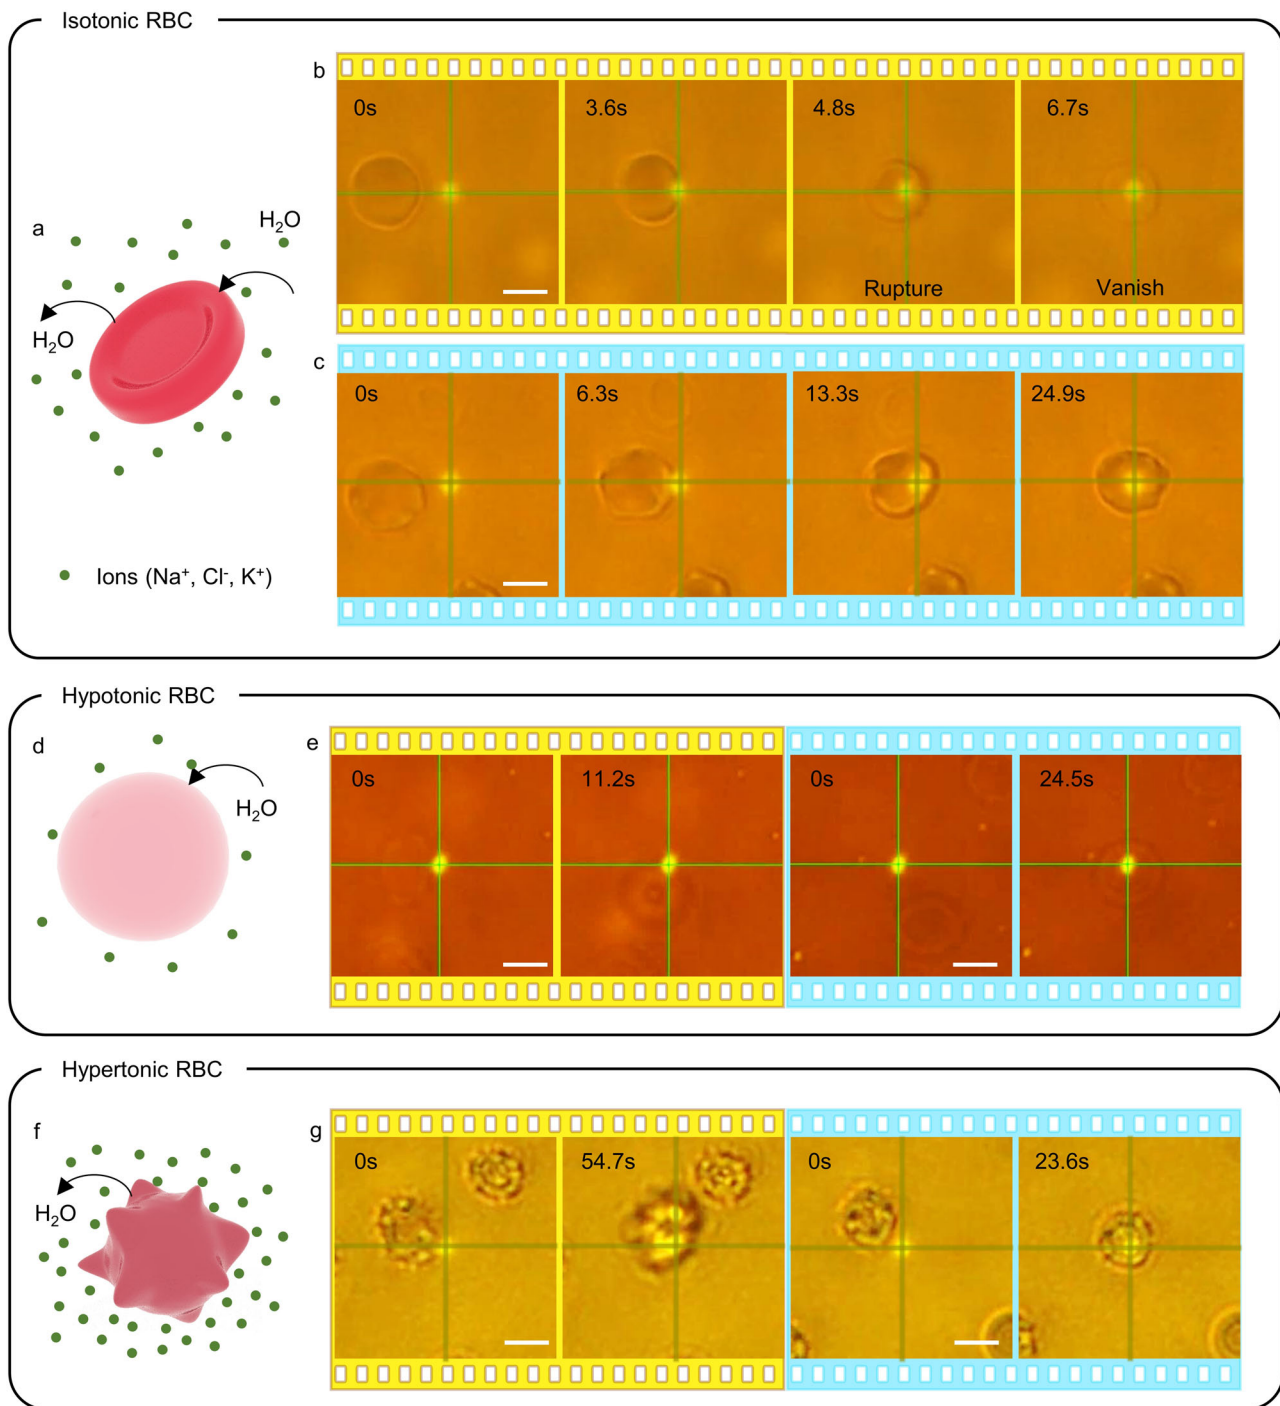 Isotonic RBC
a
H₂O
H₂O
Ions (Na⁺, Cl⁻, K⁺)
b
0s
3.6s
4.8s
6.7s
Rupture
Vanish
c
0s
6.3s
13.3s
24.9s
Hypotonic RBC
d
H₂O
e
0s
11.2s
0s
24.5s
Hypertonic RBC
f
H₂O
g
0s
54.7s
0s
23.6s